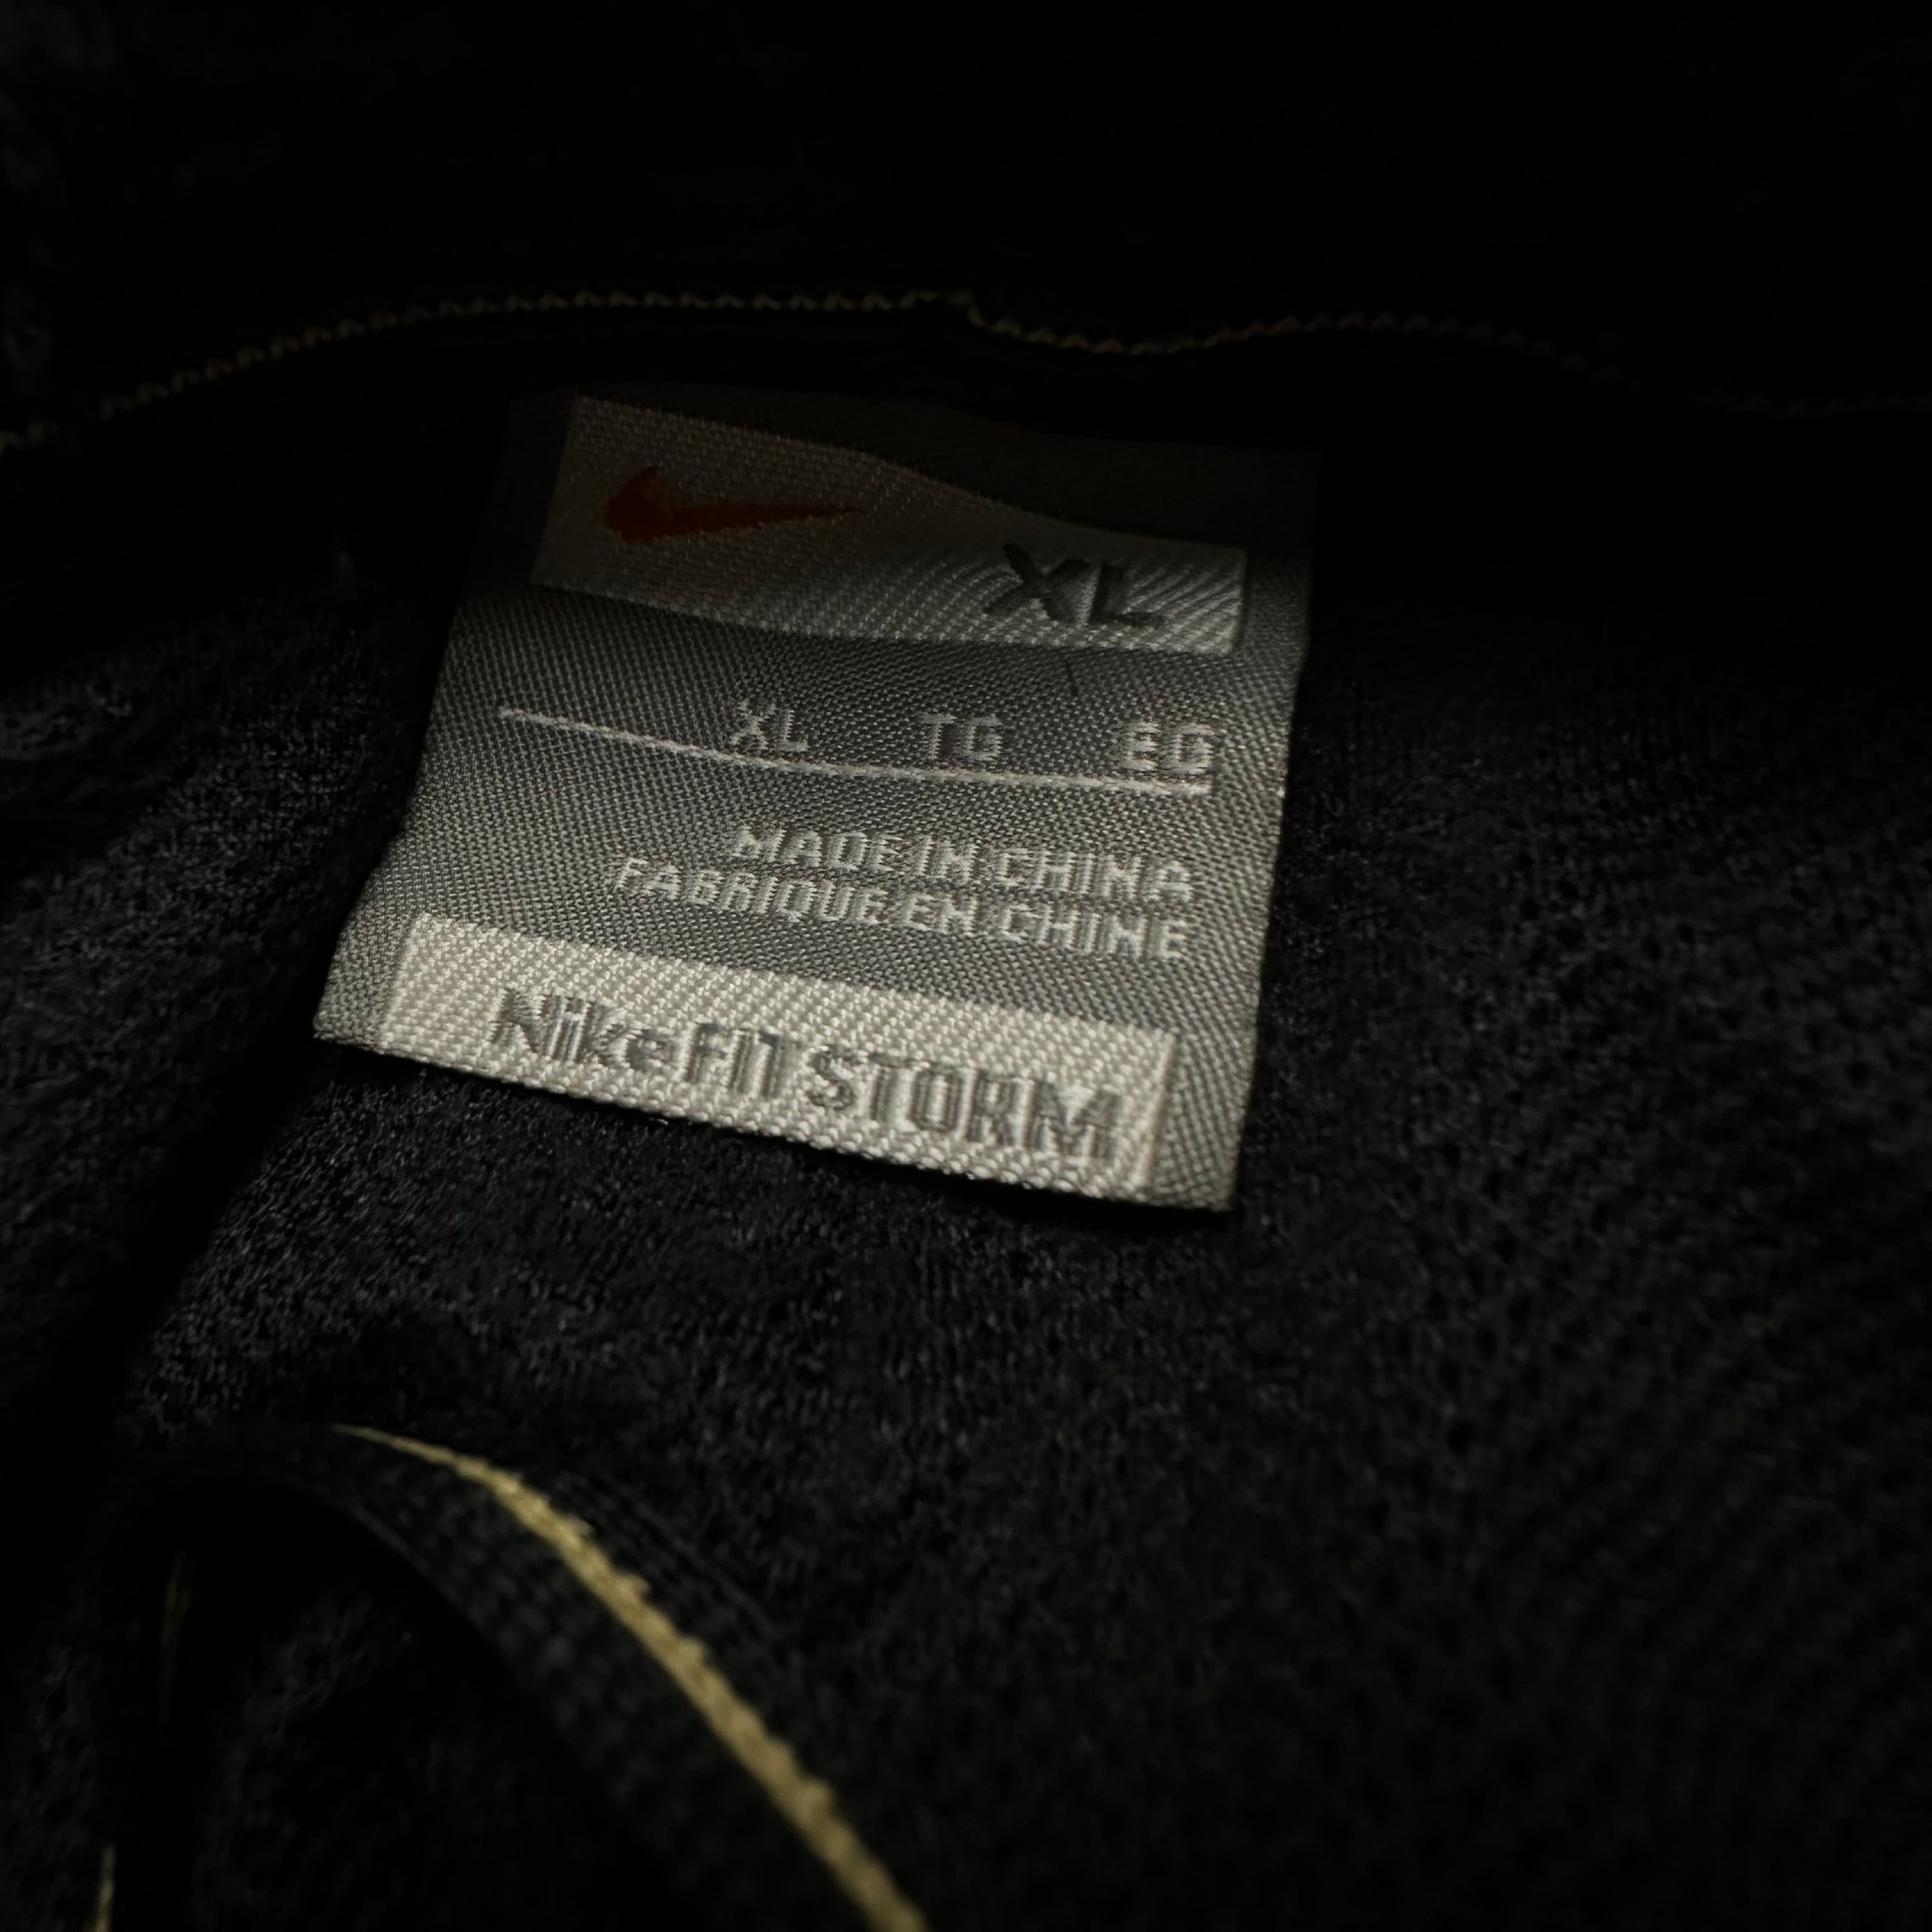 XL
XL TG EG
MADE IN CHINA
FABRIQUE EN CHINE
NikeFIT STORM